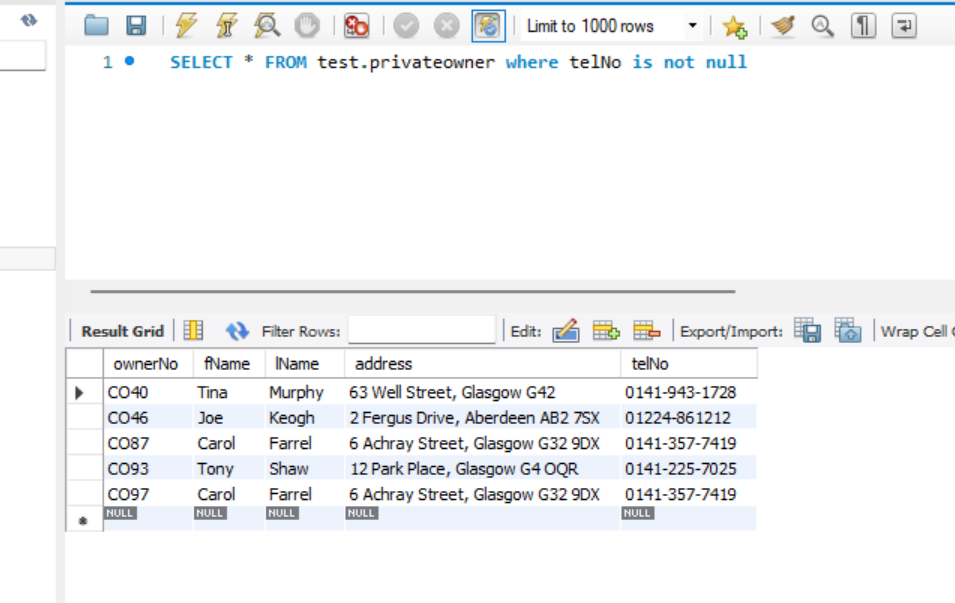 Limit to 1000 rows
1 SELECT * FROM test.privateowner where telNo is not null
Result Grid Filter Rows: Edit: Export/Import: Wrap Cell C
ownerNo fName lName address telNo
CO40 Tina Murphy 63 Well Street, Glasgow G42 0141-943-1728
CO46 Joe Keogh 2 Fergus Drive, Aberdeen AB2 7SX 01224-861212
CO87 Carol Farrel 6 Achray Street, Glasgow G32 9DX 0141-357-7419
CO93 Tony Shaw 12 Park Place, Glasgow G4 OQR 0141-225-7025
CO97 Carol Farrel 6 Achray Street, Glasgow G32 9DX 0141-357-7419
NULL NULL NULL NULL NULL